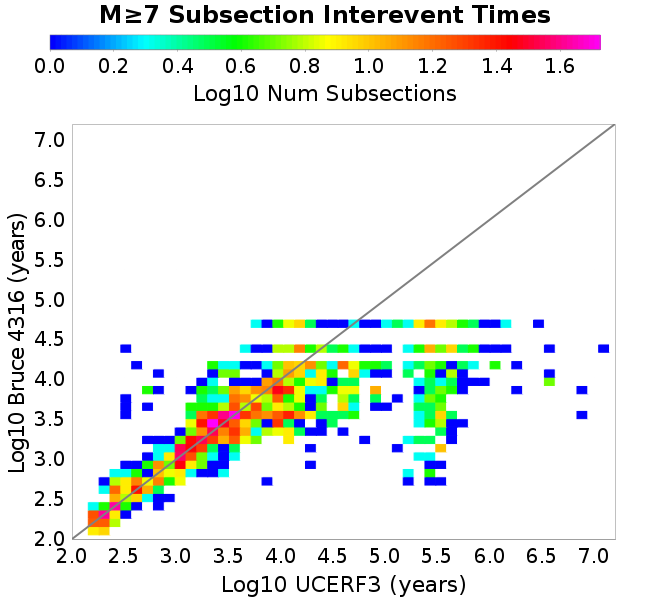 M≥7 Subsection Interevent Times
0.0 0.2 0.4 0.6 0.8 1.0 1.2 1.4 1.6
Log10 Num Subsections
7.0
6.5
6.0
5.5
5.0
4.5
4.0
3.5
3.0
2.5
2.0
Log10 Bruce 4316 (years)
2.0 2.5 3.0 3.5 4.0 4.5 5.0 5.5 6.0 6.5 7.0
Log10 UCERF3 (years)